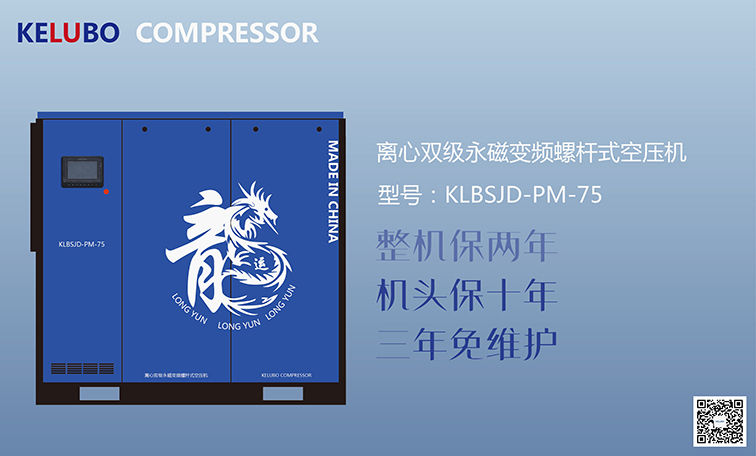 KELUBO COMPRESSOR
离心双级永磁变频螺杆式空压机
型号：KLBSJD-PM-75
整机保两年
机头保十年
三年免维护
MADE IN CHINA
KLBSJD-PM-75
龍
运
LONG YUN LONG YUN LONG YUN
离心双级永磁变频螺杆式空压机
KELUBO COMPRESSOR